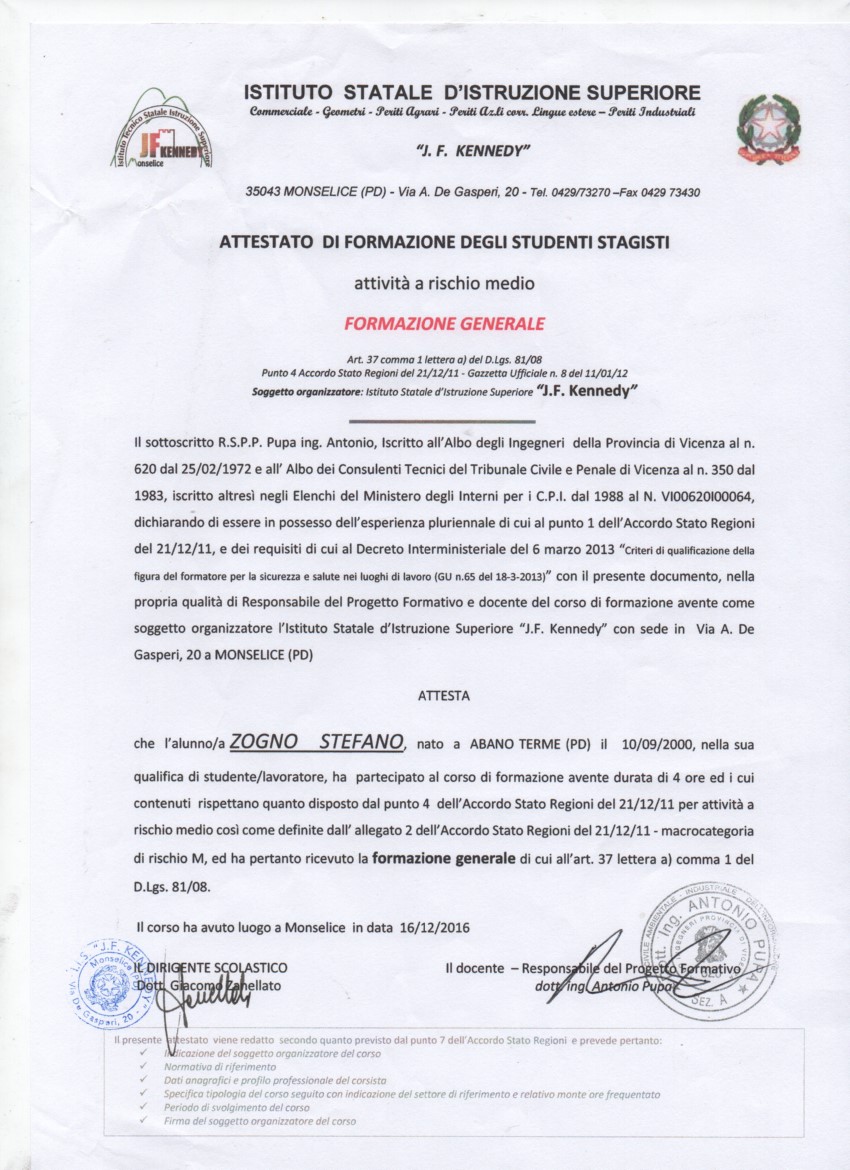 ISTITUTO STATALE D'ISTRUZIONE SUPERIORE
Commerciale - Geometri - Periti Agrari - Periti Az.li corr. Lingue estere – Periti Industriali
Istituto Tecnico Statale Istruzione Superiore
JF KENNEDY
Monselice
"J. F. KENNEDY"
35043 MONSELICE (PD) - Via A. De Gasperi, 20 - Tel. 0429/73270 –Fax 0429 73430
ATTESTATO DI FORMAZIONE DEGLI STUDENTI STAGISTI
attività a rischio medio
FORMAZIONE GENERALE
Art. 37 comma 1 lettera a) del D.Lgs. 81/08
Punto 4 Accordo Stato Regioni del 21/12/11 - Gazzetta Ufficiale n. 8 del 11/01/12
Soggetto organizzatore: Istituto Statale d'Istruzione Superiore "J.F. Kennedy"
Il sottoscritto R.S.P.P. Pupa ing. Antonio, Iscritto all'Albo degli Ingegneri della Provincia di Vicenza al n.
620 dal 25/02/1972 e all' Albo dei Consulenti Tecnici del Tribunale Civile e Penale di Vicenza al n. 350 dal
1983, iscritto altresì negli Elenchi del Ministero degli Interni per i C.P.I. dal 1988 al N. VI00620I00064,
dichiarando di essere in possesso dell'esperienza pluriennale di cui al punto 1 dell'Accordo Stato Regioni
del 21/12/11, e dei requisiti di cui al Decreto Interministeriale del 6 marzo 2013 "Criteri di qualificazione della
figura del formatore per la sicurezza e salute nei luoghi di lavoro (GU n.65 del 18-3-2013)" con il presente documento, nella
propria qualità di Responsabile del Progetto Formativo e docente del corso di formazione avente come
soggetto organizzatore l'Istituto Statale d'Istruzione Superiore "J.F. Kennedy" con sede in Via A. De
Gasperi, 20 a MONSELICE (PD)
ATTESTA
che l'alunno/a ZOGNO STEFANO, nato a ABANO TERME (PD) il 10/09/2000, nella sua
qualifica di studente/lavoratore, ha partecipato al corso di formazione avente durata di 4 ore ed i cui
contenuti rispettano quanto disposto dal punto 4 dell'Accordo Stato Regioni del 21/12/11 per attività a
rischio medio così come definite dall' allegato 2 dell'Accordo Stato Regioni del 21/12/11 - macrocategoria
di rischio M, ed ha pertanto ricevuto la formazione generale di cui all'art. 37 lettera a) comma 1 del
D.Lgs. 81/08.
Il corso ha avuto luogo a Monselice in data 16/12/2016
I.I.S. "J.F. KENNEDY"
Monselice
Via De Gasperi, 20
IL DIRIGENTE SCOLASTICO
Dott. Giacomo Zanellato
Il docente – Responsabile del Progetto Formativo
dott. ing. Antonio Pupa
Dott. Ing. ANTONIO PUPA
SEZ. A
Il presente attestato viene redatto secondo quanto previsto dal punto 7 dell'Accordo Stato Regioni e prevede pertanto:
✓ Indicazione del soggetto organizzatore del corso
✓ Normativa di riferimento
✓ Dati anagrafici e profilo professionale del corsista
✓ Specifica tipologia del corso seguito con indicazione del settore di riferimento e relativo monte ore frequentato
✓ Periodo di svolgimento del corso
✓ Firma del soggetto organizzatore del corso